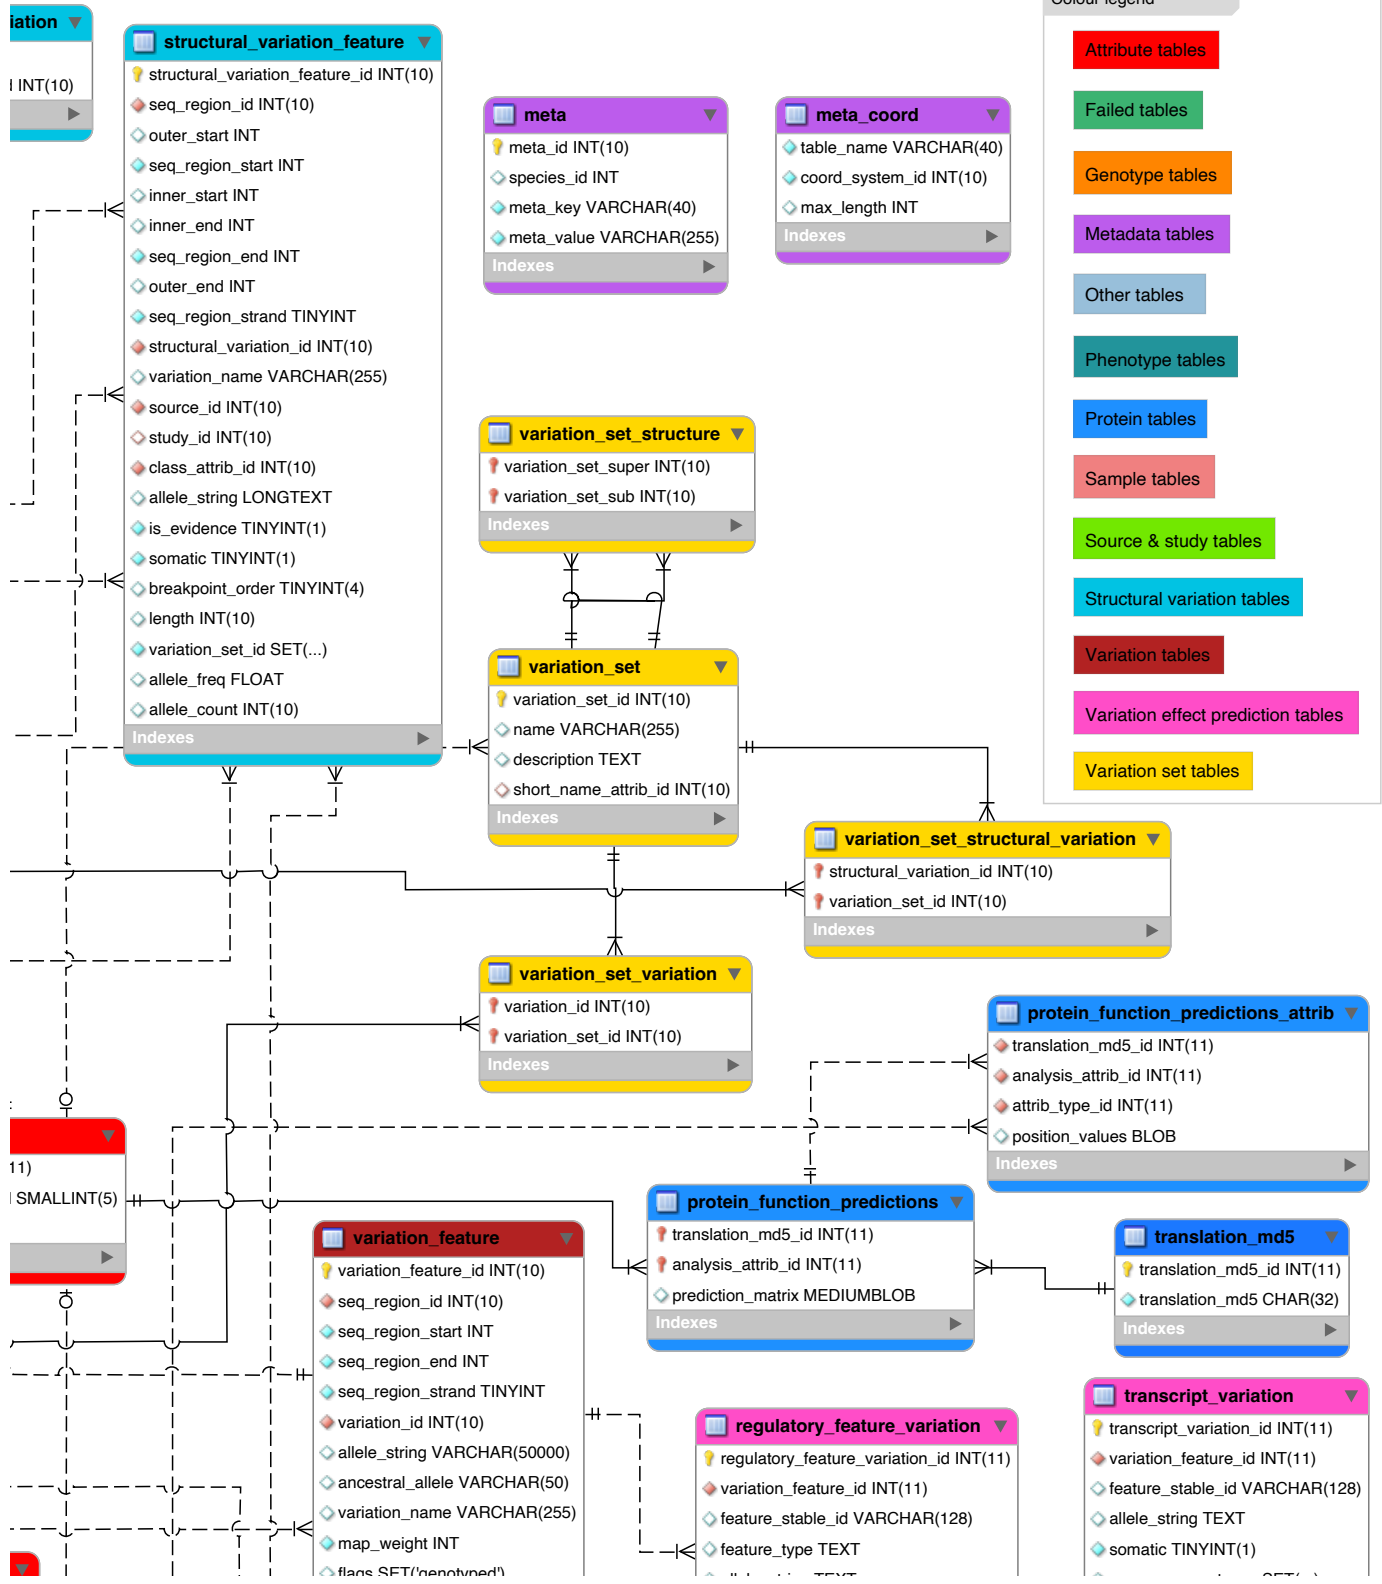 iation
INT(10)
structural_variation_feature
structural_variation_feature_id INT(10)
seq_region_id INT(10)
outer_start INT
seq_region_start INT
inner_start INT
inner_end INT
seq_region_end INT
outer_end INT
seq_region_strand TINYINT
structural_variation_id INT(10)
variation_name VARCHAR(255)
source_id INT(10)
study_id INT(10)
class_attrib_id INT(10)
allele_string LONGTEXT
is_evidence TINYINT(1)
somatic TINYINT(1)
breakpoint_order TINYINT(4)
length INT(10)
variation_set_id SET(...)
allele_freq FLOAT
allele_count INT(10)
Indexes
meta
meta_id INT(10)
species_id INT
meta_key VARCHAR(40)
meta_value VARCHAR(255)
Indexes
meta_coord
table_name VARCHAR(40)
coord_system_id INT(10)
max_length INT
Indexes
Colour legend
Attribute tables
Failed tables
Genotype tables
Metadata tables
Other tables
Phenotype tables
Protein tables
Sample tables
Source & study tables
Structural variation tables
Variation tables
Variation effect prediction tables
Variation set tables
variation_set_structure
variation_set_super INT(10)
variation_set_sub INT(10)
Indexes
variation_set
variation_set_id INT(10)
name VARCHAR(255)
description TEXT
short_name_attrib_id INT(10)
Indexes
variation_set_structural_variation
structural_variation_id INT(10)
variation_set_id INT(10)
Indexes
variation_set_variation
variation_id INT(10)
variation_set_id INT(10)
Indexes
protein_function_predictions_attrib
translation_md5_id INT(11)
analysis_attrib_id INT(11)
attrib_type_id INT(11)
position_values BLOB
Indexes
11)
SMALLINT(5)
protein_function_predictions
translation_md5_id INT(11)
analysis_attrib_id INT(11)
prediction_matrix MEDIUMBLOB
Indexes
translation_md5
translation_md5_id INT(11)
translation_md5 CHAR(32)
Indexes
variation_feature
variation_feature_id INT(10)
seq_region_id INT(10)
seq_region_start INT
seq_region_end INT
seq_region_strand TINYINT
variation_id INT(10)
allele_string VARCHAR(50000)
ancestral_allele VARCHAR(50)
variation_name VARCHAR(255)
map_weight INT
flags SET('genotyped')
regulatory_feature_variation
regulatory_feature_variation_id INT(11)
variation_feature_id INT(11)
feature_stable_id VARCHAR(128)
feature_type TEXT
transcript_variation
transcript_variation_id INT(11)
variation_feature_id INT(11)
feature_stable_id VARCHAR(128)
allele_string TEXT
somatic TINYINT(1)